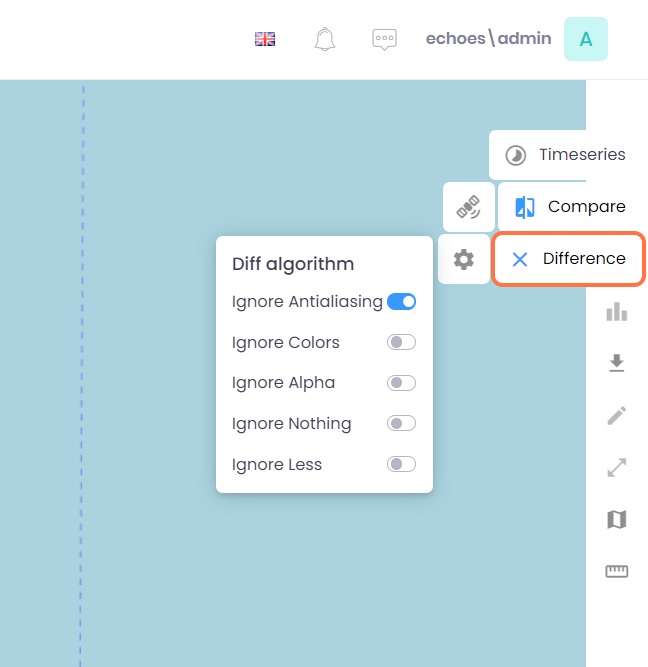 echoes\admin
A
Timeseries
Compare
Difference
Diff algorithm
Ignore Antialiasing
Ignore Colors
Ignore Alpha
Ignore Nothing
Ignore Less